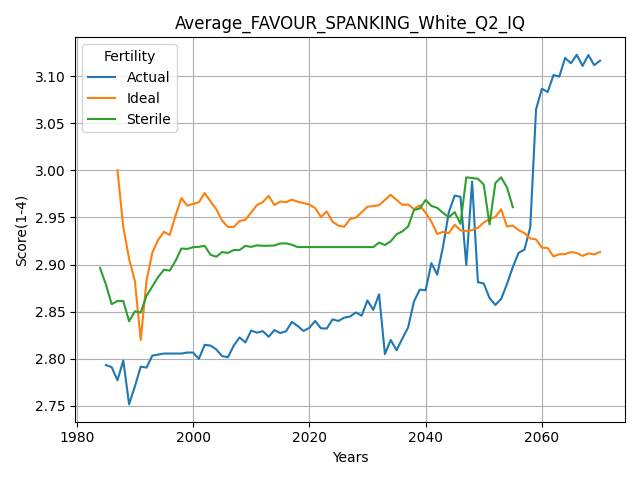 Average_FAVOUR_SPANKING_White_Q2_IQ
Fertility
Actual
Ideal
Sterile
Score(1-4)
3.10
3.05
3.00
2.95
2.90
2.85
2.80
2.75
1980 2000 2020 2040 2060
Years